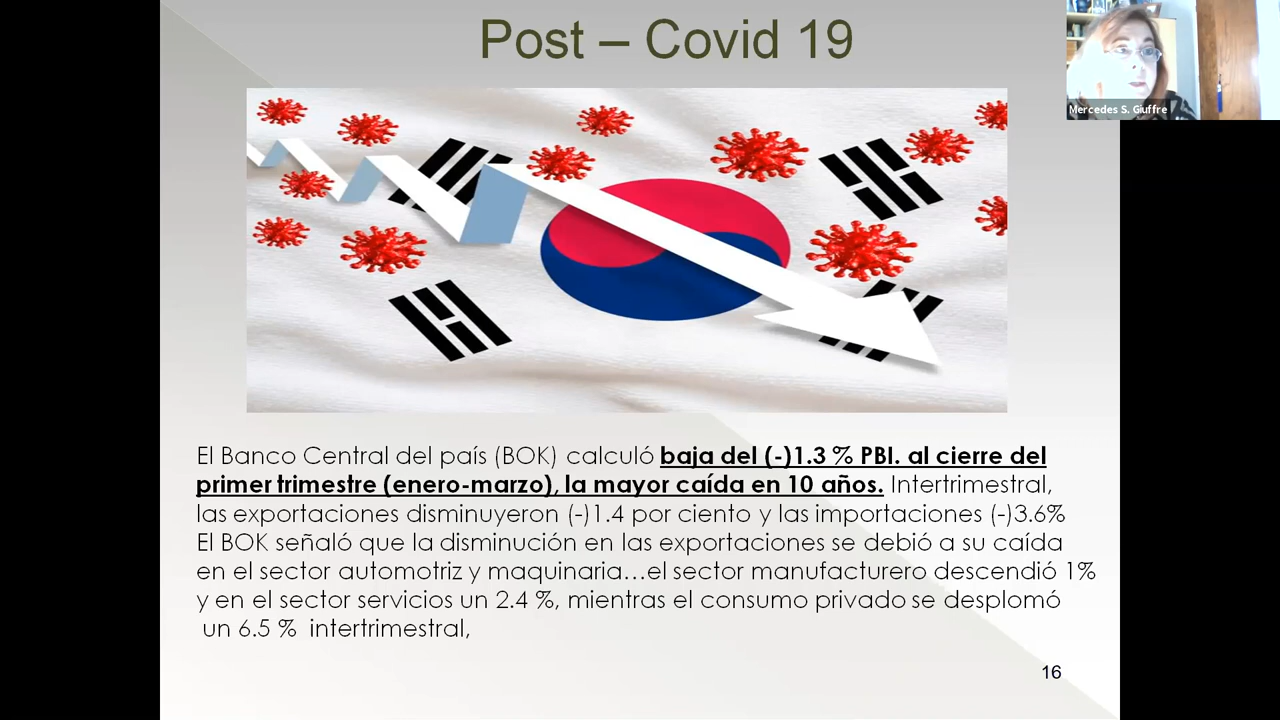 Post – Covid 19
Mercedes S. Giuffre
El Banco Central del país (BOK) calculó baja del (-)1.3 % PBI. al cierre del
primer trimestre (enero-marzo), la mayor caída en 10 años. Intertrimestral,
las exportaciones disminuyeron (-)1.4 por ciento y las importaciones (-)3.6%
El BOK señaló que la disminución en las exportaciones se debió a su caída
en el sector automotriz y maquinaria…el sector manufacturero descendió 1%
y en el sector servicios un 2.4 %, mientras el consumo privado se desplomó
un 6.5 % intertrimestral,
16